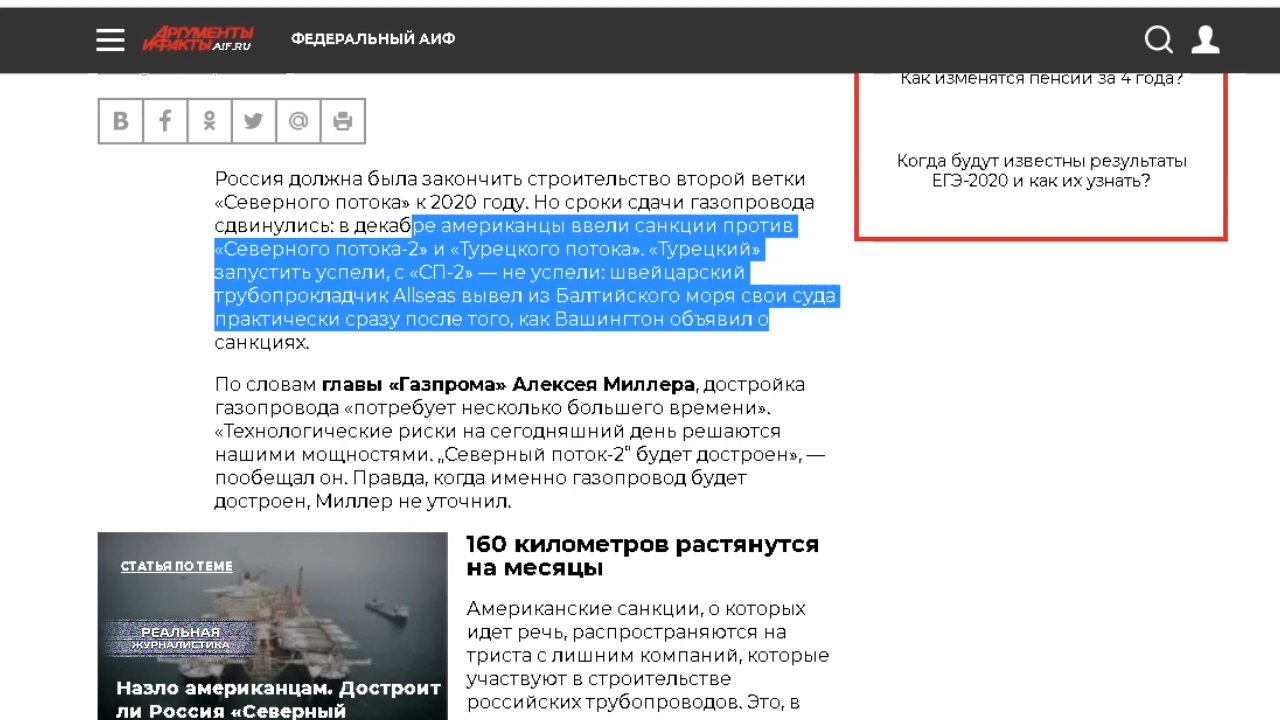 АРГУМЕНТЫ
И ФАКТЫ AIF.RU
ФЕДЕРАЛЬНЫЙ АИФ
Как изменятся пенсии за 4 года?
Когда будут известны результаты
ЕГЭ-2020 и как их узнать?
Россия должна была закончить строительство второй ветки
«Северного потока» к 2020 году. Но сроки сдачи газопровода
сдвинулись: в декабре американцы ввели санкции против
«Северного потока-2» и «Турецкого потока». «Турецкий»
запустить успели, с «СП-2» — не успели: швейцарский
трубопрокладчик Allseas вывел из Балтийского моря свои суда
практически сразу после того, как Вашингтон объявил о
санкциях.
По словам главы «Газпрома» Алексея Миллера, достройка
газопровода «потребует несколько большего времени».
«Технологические риски на сегодняшний день решаются
нашими мощностями. „Северный поток-2" будет достроен», —
пообещал он. Правда, когда именно газопровод будет
достроен, Миллер не уточнил.
СТАТЬЯ ПО ТЕМЕ
РЕАЛЬНАЯ
ЖУРНАЛИСТИКА
Назло американцам. Достроит
ли Россия «Северный
160 километров растянутся
на месяцы
Американские санкции, о которых
идет речь, распространяются на
триста с лишним компаний, которые
участвуют в строительстве
российских трубопроводов. Это, в